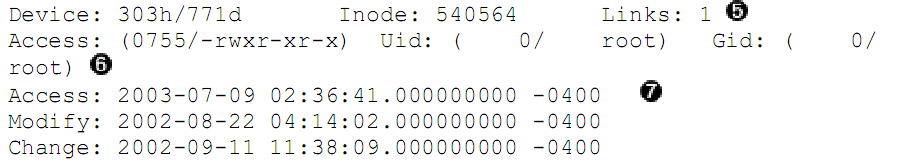 Device: 303h/771d Inode: 540564 Links: 1 ❺
Access: (0755/-rwxr-xr-x) Uid: ( 0/ root) Gid: ( 0/
root) ❻
Access: 2003-07-09 02:36:41.000000000 -0400 ❼
Modify: 2002-08-22 04:14:02.000000000 -0400
Change: 2002-09-11 11:38:09.000000000 -0400